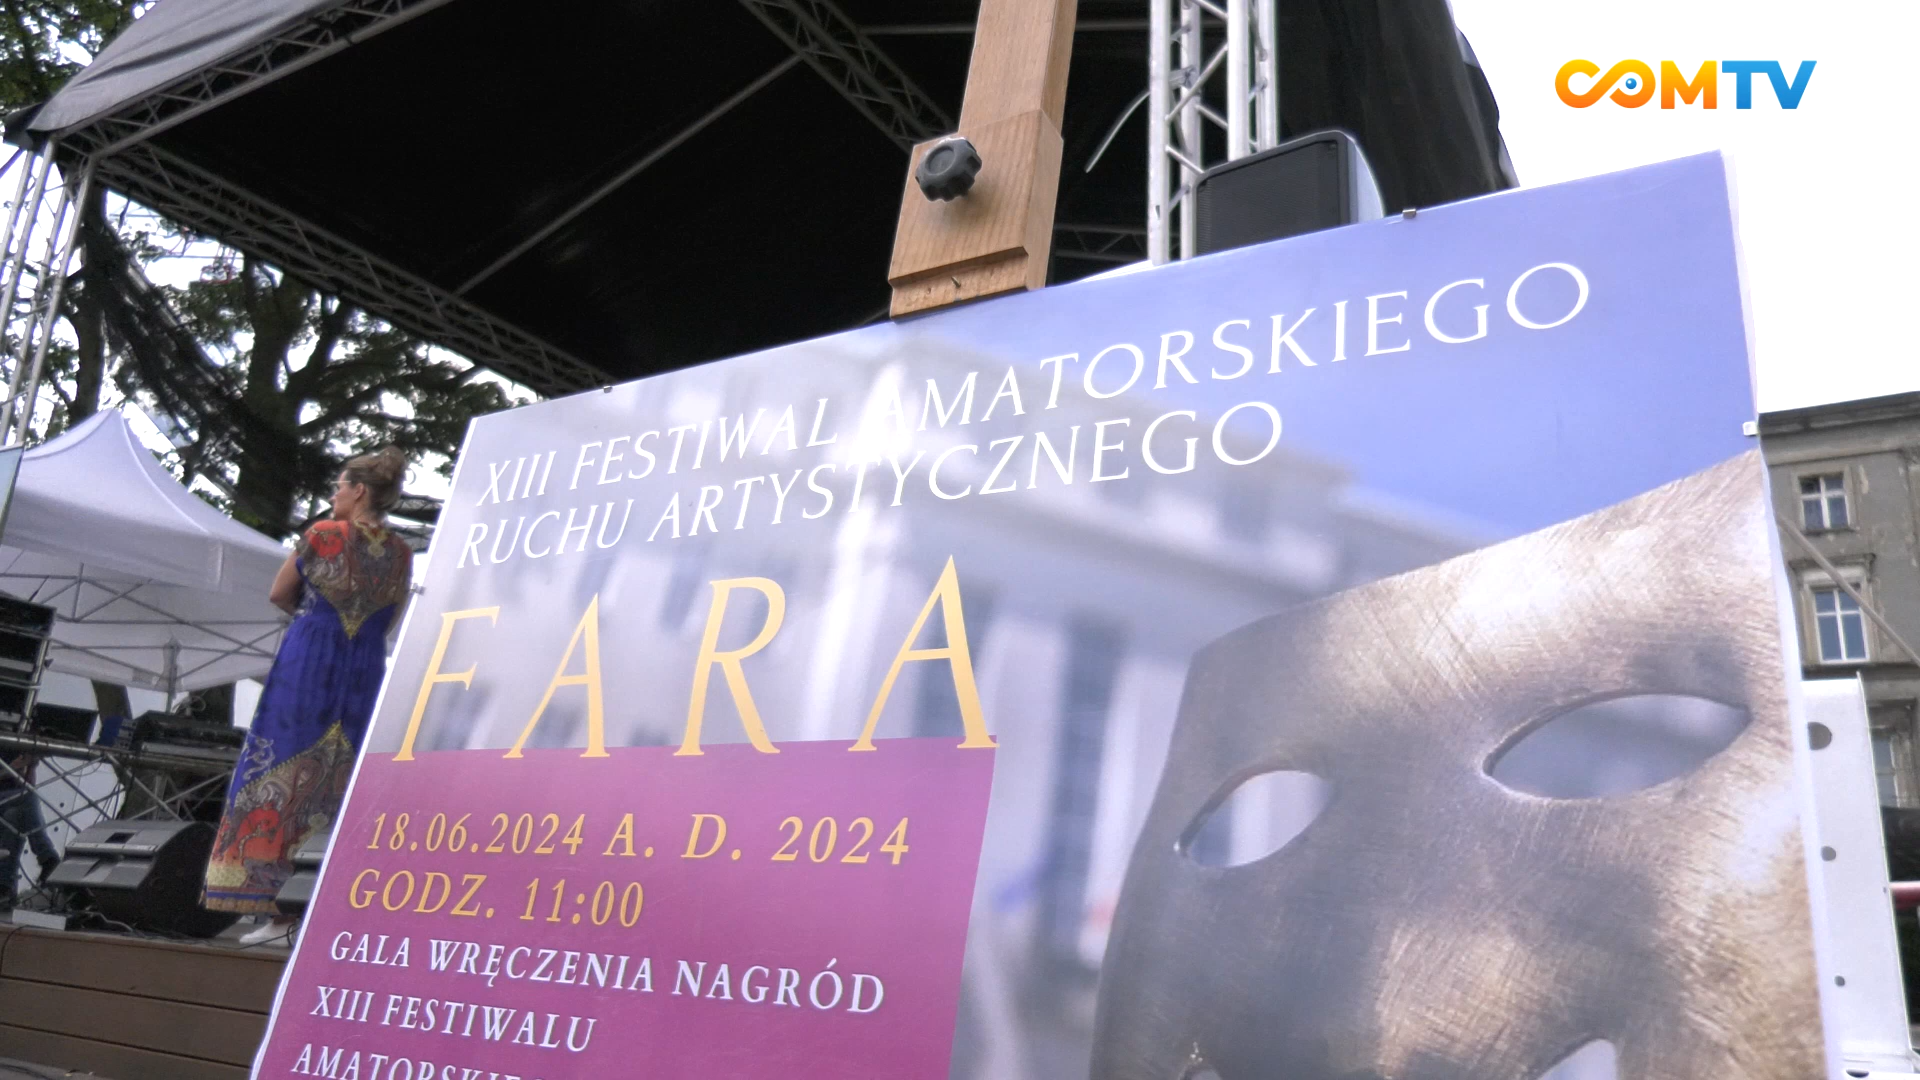 COMTV
XIII FESTIWAL AMATORSKIEGO
RUCHU ARTYSTYCZNEGO
FARA
18.06.2024 A. D. 2024
GODZ. 11:00
GALA WRĘCZENIA NAGRÓD
XIII FESTIWALU